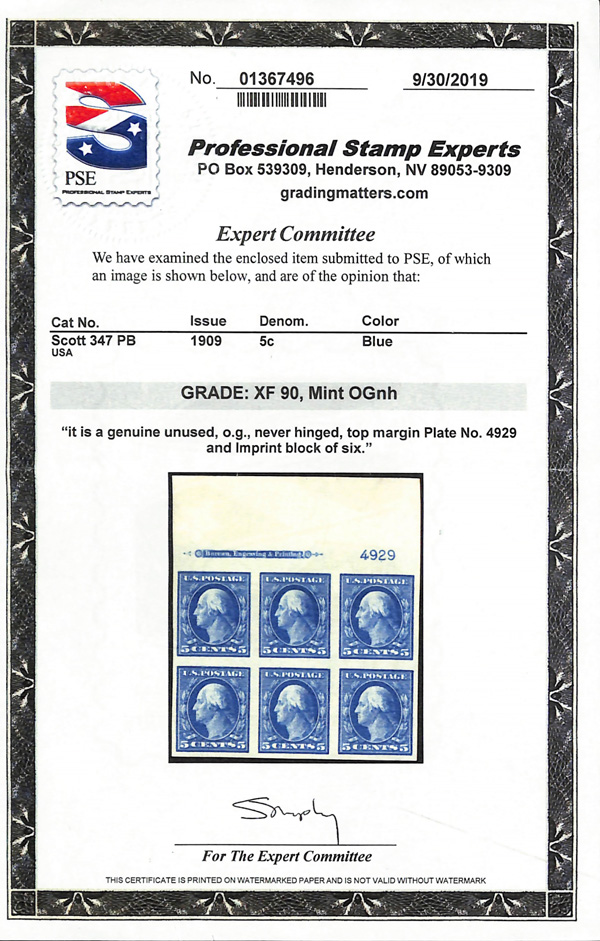 No. 01367496
9/30/2019
PSE
PROFESSIONAL STAMP EXPERTS
Professional Stamp Experts
PO Box 539309, Henderson, NV 89053-9309
gradingmatters.com
Expert Committee
We have examined the enclosed item submitted to PSE, of which
an image is shown below, and are of the opinion that:
Cat No. Issue Denom. Color
Scott 347 PB 1909 5c Blue
USA
GRADE: XF 90, Mint OGnh
“it is a genuine unused, o.g., never hinged, top margin Plate No. 4929
and Imprint block of six.”
Bureau, Engraving & Printing 4929
U.S. POSTAGE U.S. POSTAGE U.S. POSTAGE
5 CENTS 5 5 CENTS 5 5 CENTS 5
U.S. POSTAGE U.S. POSTAGE U.S. POSTAGE
5 CENTS 5 5 CENTS 5 5 CENTS 5
For The Expert Committee
THIS CERTIFICATE IS PRINTED ON WATERMARKED PAPER AND IS NOT VALID WITHOUT WATERMARK